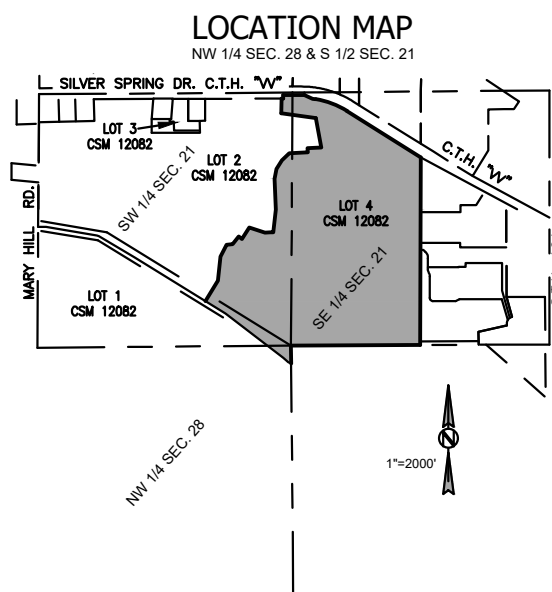 LOCATION MAP
NW 1/4 SEC. 28 & S 1/2 SEC. 21
SILVER SPRING DR. C.T.H. "W"
LOT 3
CSM 12082
LOT 2
CSM 12082
C.T.H. "W"
SW 1/4 SEC. 21
LOT 4
CSM 12082
MARY HILL RD.
SE 1/4 SEC. 21
LOT 1
CSM 12082
NW 1/4 SEC. 28
N
1"=2000'